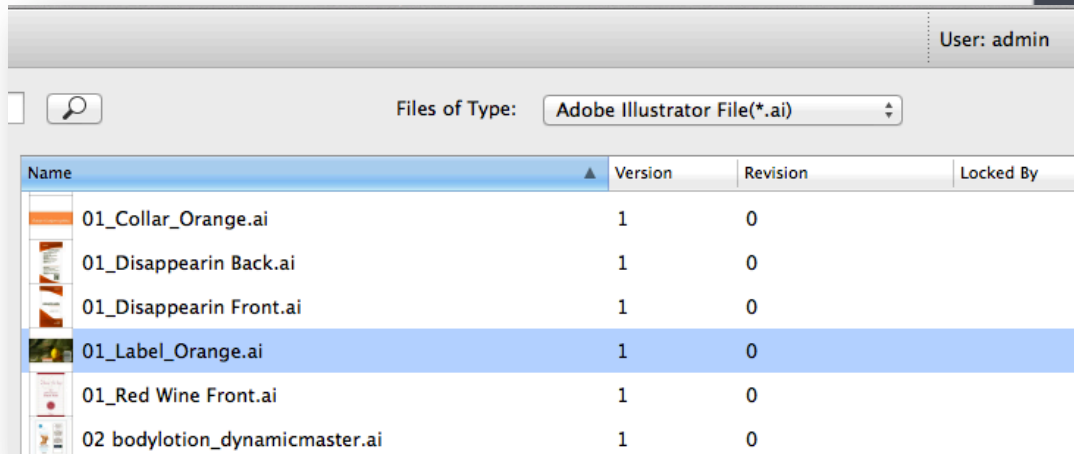 User: admin
Files of Type: Adobe Illustrator File(*.ai)
Name Version Revision Locked By
01_Collar_Orange.ai 1 0
01_Disappearin Back.ai 1 0
01_Disappearin Front.ai 1 0
01_Label_Orange.ai 1 0
01_Red Wine Front.ai 1 0
02 bodylotion_dynamicmaster.ai 1 0